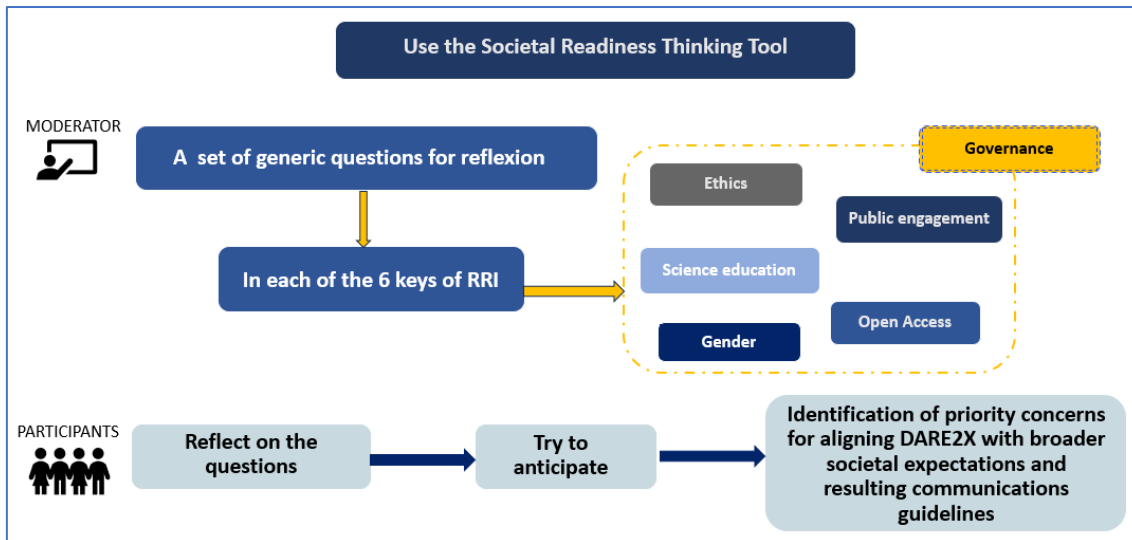 Use the Societal Readiness Thinking Tool
MODERATOR
A set of generic questions for reflexion
Governance
Ethics
Public engagement
In each of the 6 keys of RRI
Science education
Open Access
Gender
PARTICIPANTS
Reflect on the
questions
Try to
anticipate
Identification of priority concerns
for aligning DARE2X with broader
societal expectations and
resulting communications
guidelines